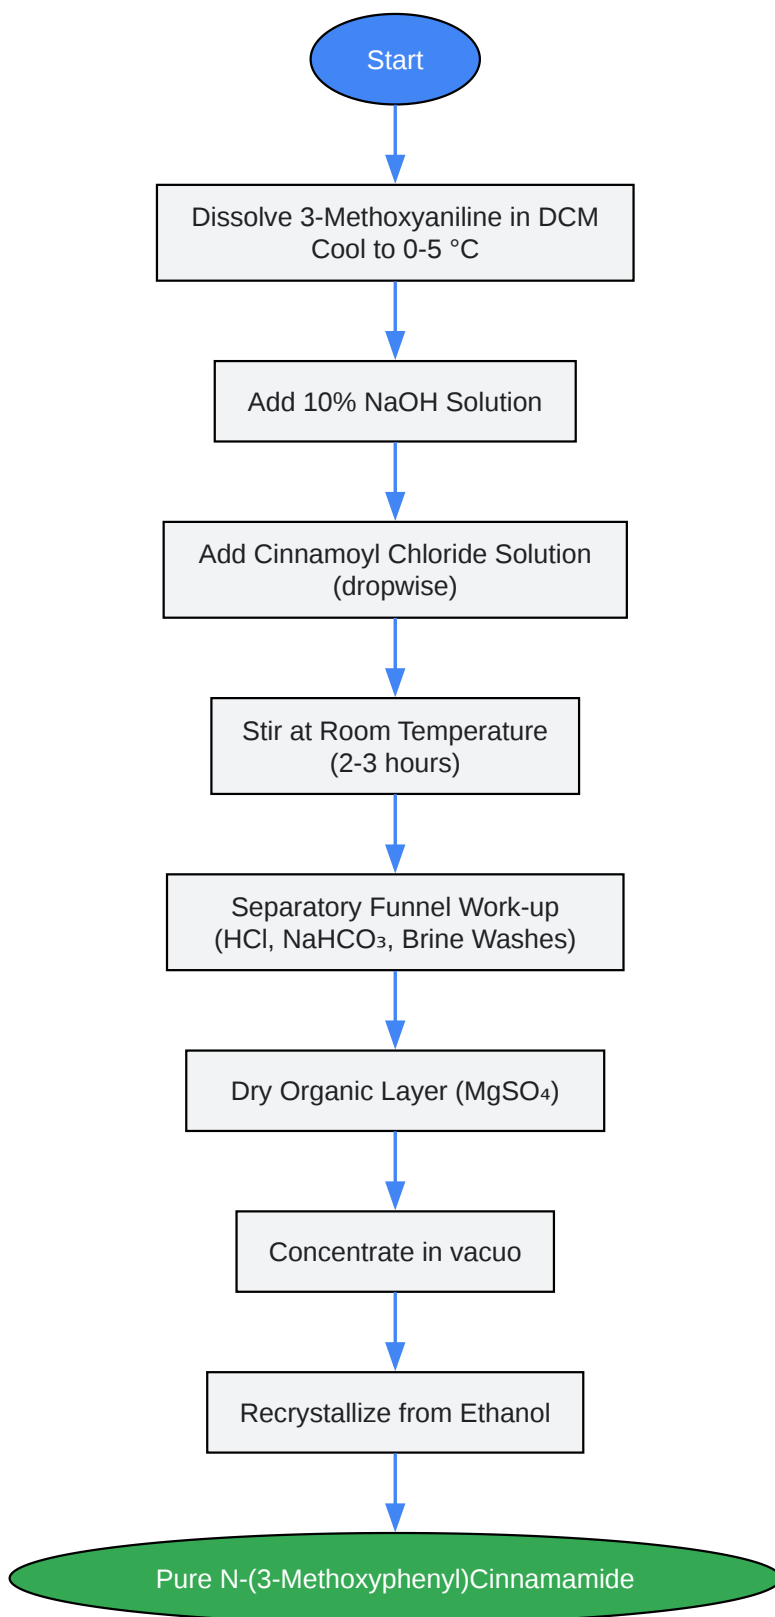 Start
Dissolve 3-Methoxyaniline in DCM
Cool to 0-5 °C
Add 10% NaOH Solution
Add Cinnamoyl Chloride Solution
(dropwise)
Stir at Room Temperature
(2-3 hours)
Separatory Funnel Work-up
(HCl, NaHCO₃, Brine Washes)
Dry Organic Layer (MgSO₄)
Concentrate in vacuo
Recrystallize from Ethanol
Pure N-(3-Methoxyphenyl)Cinnamamide